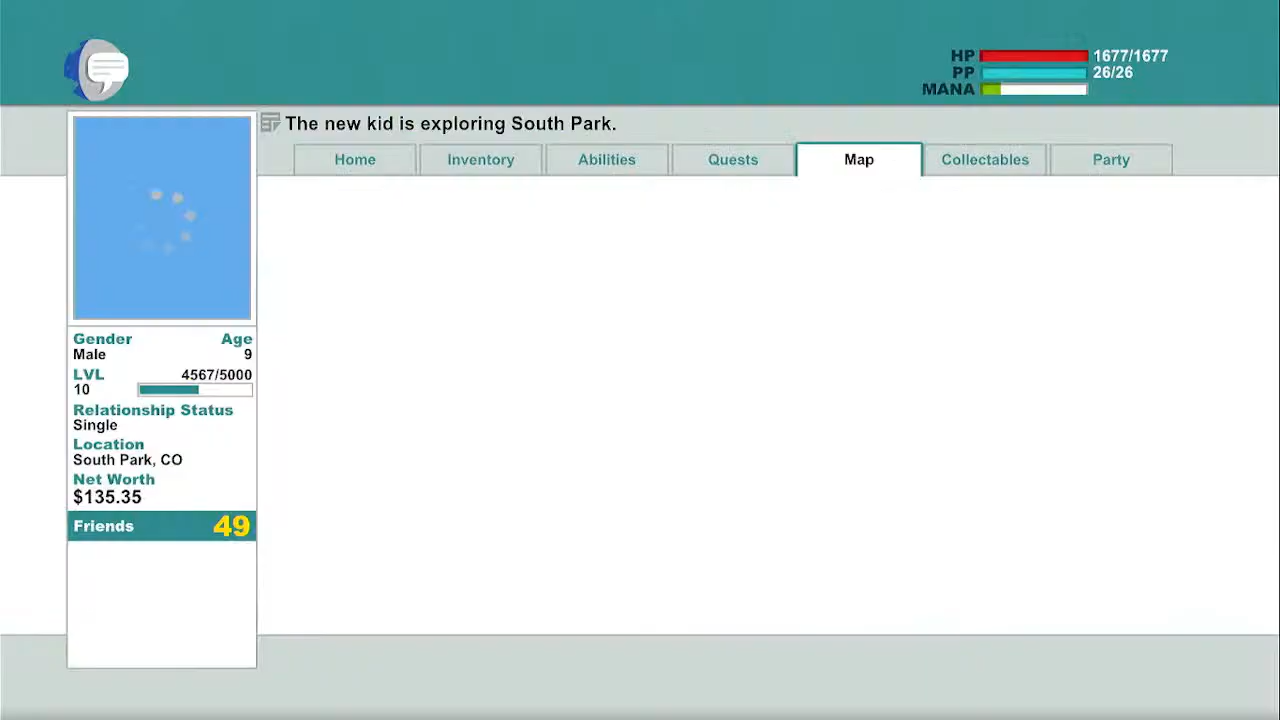 HP 1677/1677
PP 26/26
MANA
The new kid is exploring South Park.
Home Inventory Abilities Quests Map Collectables Party
Gender Age
Male 9
LVL 4567/5000
10
Relationship Status
Single
Location
South Park, CO
Net Worth
$135.35
Friends 49